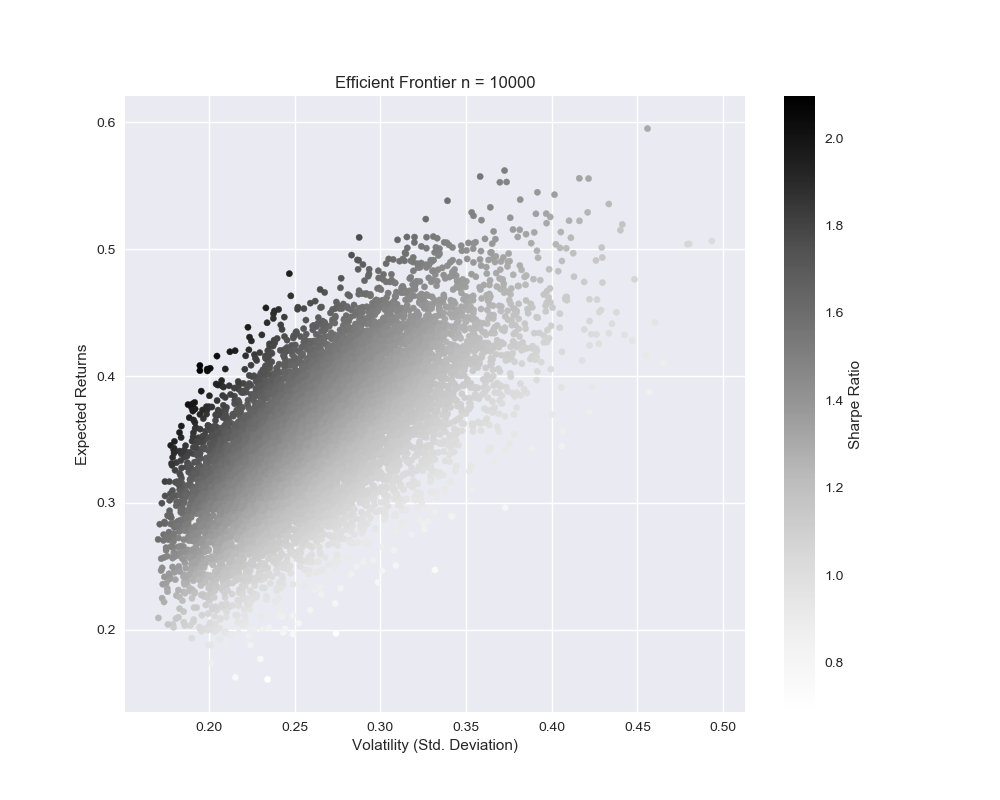 Efficient Frontier n = 10000
0.6
0.5
0.4
0.3
0.2
Expected Returns
0.20 0.25 0.30 0.35 0.40 0.45 0.50
Volatility (Std. Deviation)
2.0
1.8
1.6
1.4
1.2
1.0
0.8
Sharpe Ratio